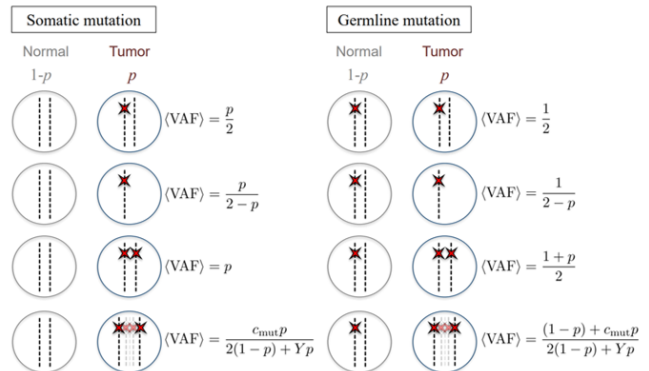 Somatic mutation
Germline mutation
Normal Tumor
Normal Tumor
1-p p
1-p p
⟨VAF⟩ = p/2
⟨VAF⟩ = 1/2
⟨VAF⟩ = p/(2 − p)
⟨VAF⟩ = 1/(2 − p)
⟨VAF⟩ = p
⟨VAF⟩ = (1 + p)/2
⟨VAF⟩ = c_mut p/(2(1 − p) + Yp)
⟨VAF⟩ = ((1 − p) + c_mut p)/(2(1 − p) + Yp)